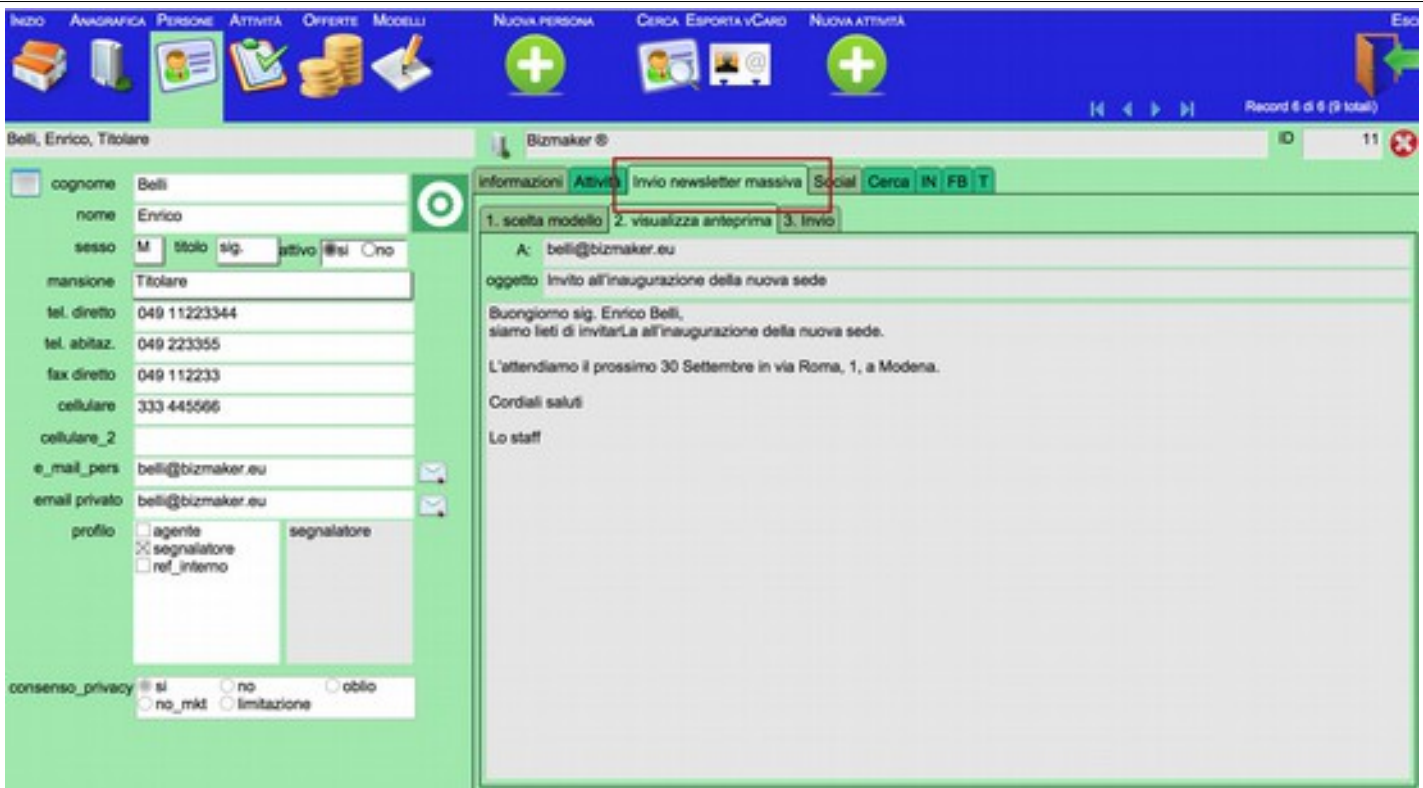 Inizio Anagrafica Persone Attività Offerte Modelli Nuova persona Cerca Esporta vCard Nuova attività Esci
Record 6 di 6 (9 totali)
Belli, Enrico, Titolare
Bizmaker ® ID 11
cognome Belli
nome Enrico
sesso M titolo sig. attivo si no
mansione Titolare
tel. diretto 049 11223344
tel. abitaz. 049 223355
fax diretto 049 112233
cellulare 333 445566
cellulare_2
e_mail_pers belli@bizmaker.eu
email privato belli@bizmaker.eu
profilo agente segnalatore
segnalatore
ref_interno
consenso_privacy si no oblio
no_mkt limitazione
informazioni Attività Invio newsletter massiva Social Cerca IN FB T
1. scelta modello 2. visualizza anteprima 3. Invio
A: belli@bizmaker.eu
oggetto Invito all'inaugurazione della nuova sede
Buongiorno sig. Enrico Belli,
siamo lieti di invitarLa all'inaugurazione della nuova sede.
L'attendiamo il prossimo 30 Settembre in via Roma, 1, a Modena.
Cordiali saluti
Lo staff